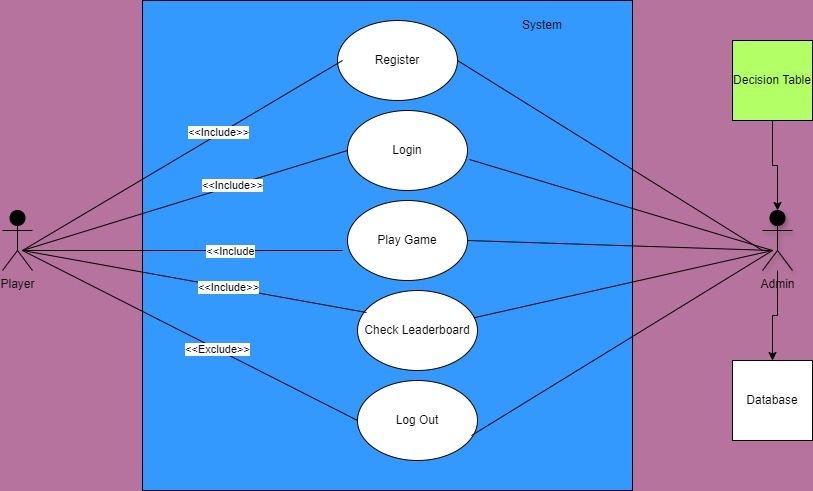 System
Register
Decision Table
<<Include>>
Login
<<Include>>
Play Game
<<Include
Player
Admin
<<Include>>
Check Leaderboard
<<Exclude>>
Database
Log Out